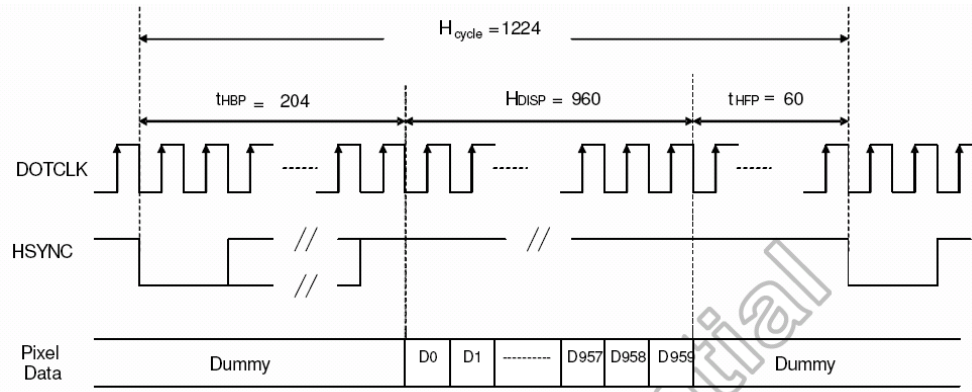 Hcycle=1224
tHBP = 204
HDISP = 960
tHFP = 60
DOTCLK
HSYNC
Pixel Data
Dummy
D0
D1
D957
D958
D959
Dummy